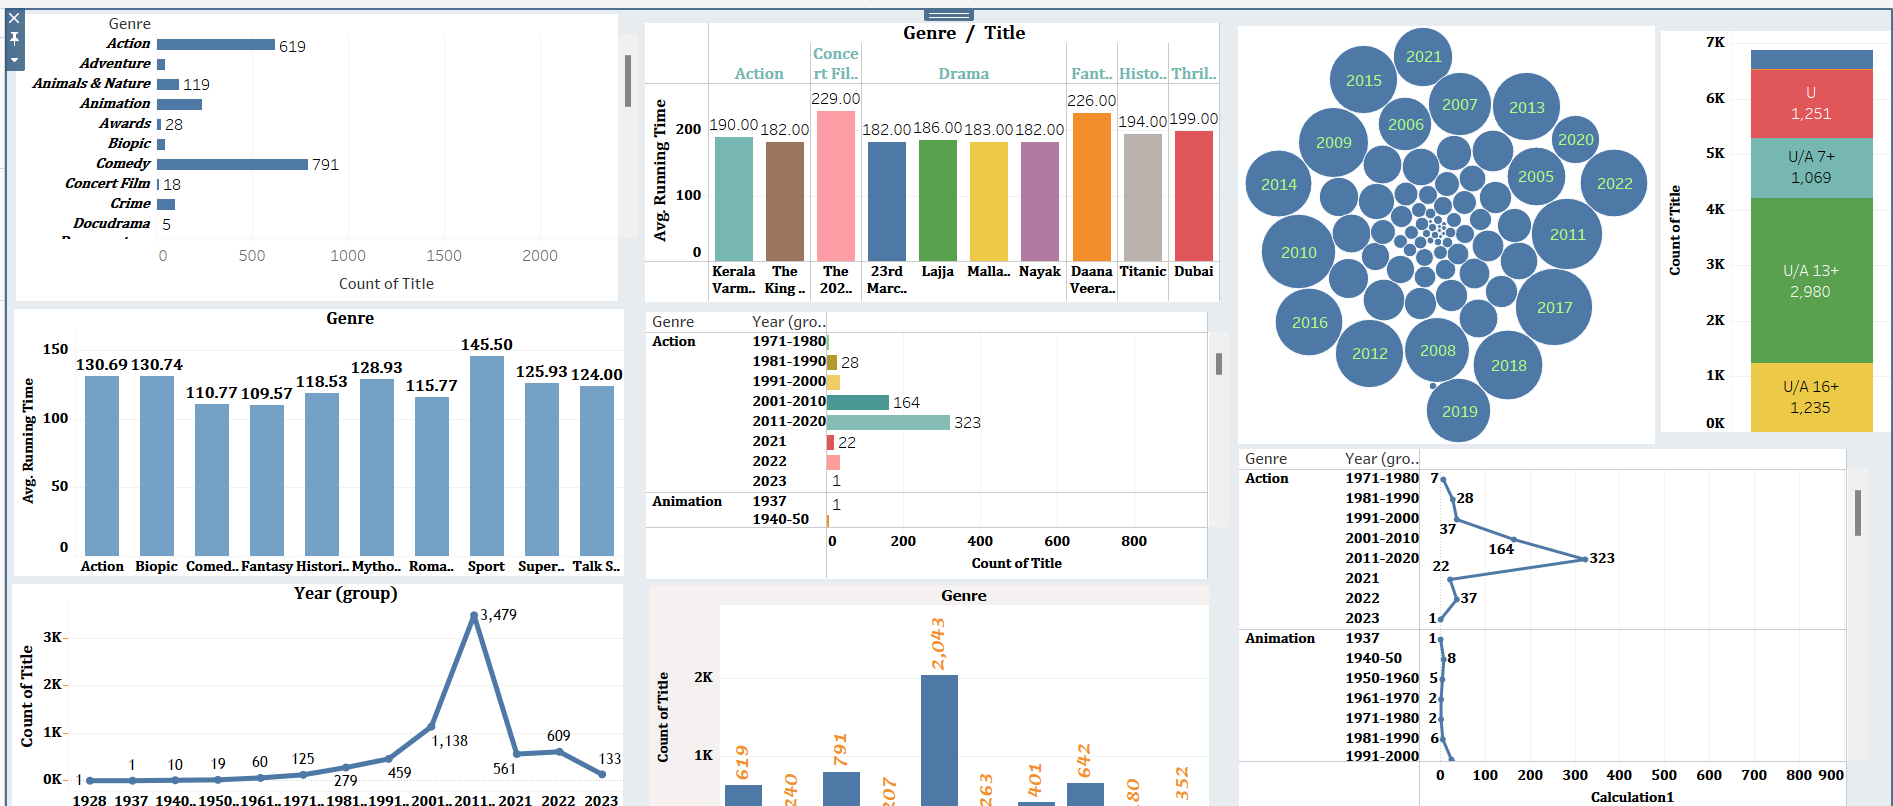 Genre
Action 619
Adventure
Animals & Nature 119
Animation
Awards 28
Biopic
Comedy 791
Concert Film 18
Crime
Docudrama 5
0 500 1000 1500 2000
Count of Title
Genre / Title
Action Conce rt Fil.. Drama Fant.. Histo.. Thril..
Avg. Running Time
200
100
0
190.00 182.00 229.00 182.00 186.00 183.00 182.00 226.00 194.00 199.00
Kerala The The 23rd Lajja Malla.. Nayak Daana Titanic Dubai
Varm.. King .. 202.. Marc.. Veera..
2021
2015
2007
2013
2006
2020
2009
2005
2014
2022
2011
2010
2017
2016
2008
2012
2018
2019
Count of Title
7K
6K
5K
4K
3K
2K
1K
0K
U
1,251
U/A 7+
1,069
U/A 13+
2,980
U/A 16+
1,235
Genre
Avg. Running Time
150
100
50
0
130.69 130.74 110.77 109.57 118.53 128.93 115.77 145.50 125.93 124.00
Action Biopic Comed.. Fantasy Histori.. Mytho.. Roma.. Sport Super.. Talk S..
Genre Year (gro..
Action 1971-1980
1981-1990 28
1991-2000
2001-2010 164
2011-2020 323
2021 22
2022
2023 1
Animation 1937 1
1940-50
0 200 400 600 800
Count of Title
Genre Year (gro..
Action 1971-1980 7
1981-1990 28
1991-2000 37
2001-2010 164
2011-2020 323
2021 22
2022 37
2023 1
Animation 1937 1
1940-50 8
1950-1960 5
1961-1970 2
1971-1980 2
1981-1990 6
1991-2000
0 100 200 300 400 500 600 700 800 900
Calculation1
Year (group)
Count of Title
3K
2K
1K
0K
1 1 10 19 60 125 279 459 1,138 3,479 561 609 133
1928 1937 1940.. 1950.. 1961.. 1971.. 1981.. 1991.. 2001.. 2011.. 2021 2022 2023
Genre
Count of Title
2K
1K
619 240 791 207 2,043 263 401 642 80 352